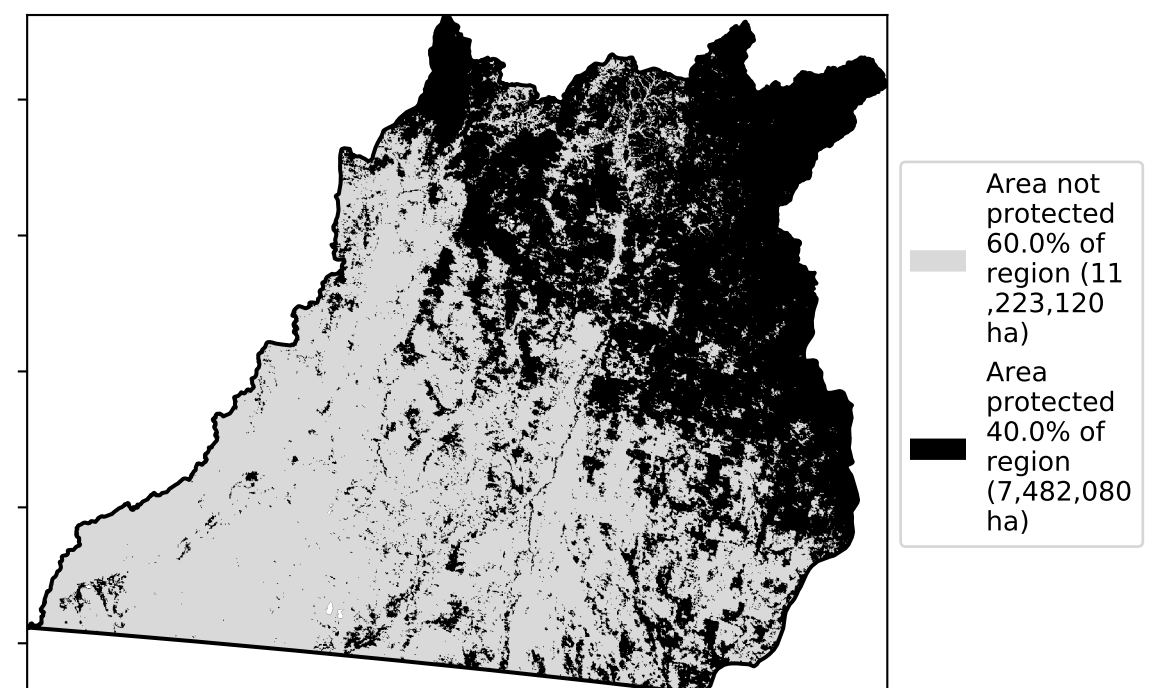 Area not
protected
60.0% of
region (11
,223,120
ha)
Area
protected
40.0% of
region
(7,482,080
ha)